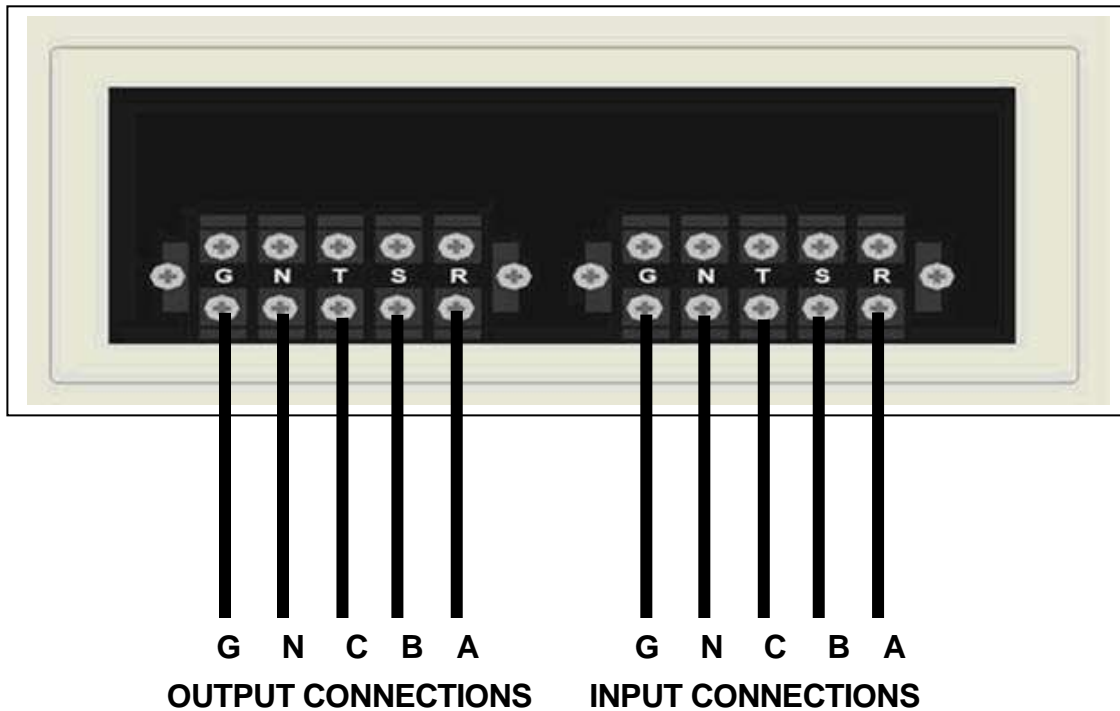 G N T S R G N T S R
G N C B A G N C B A
OUTPUT CONNECTIONS INPUT CONNECTIONS